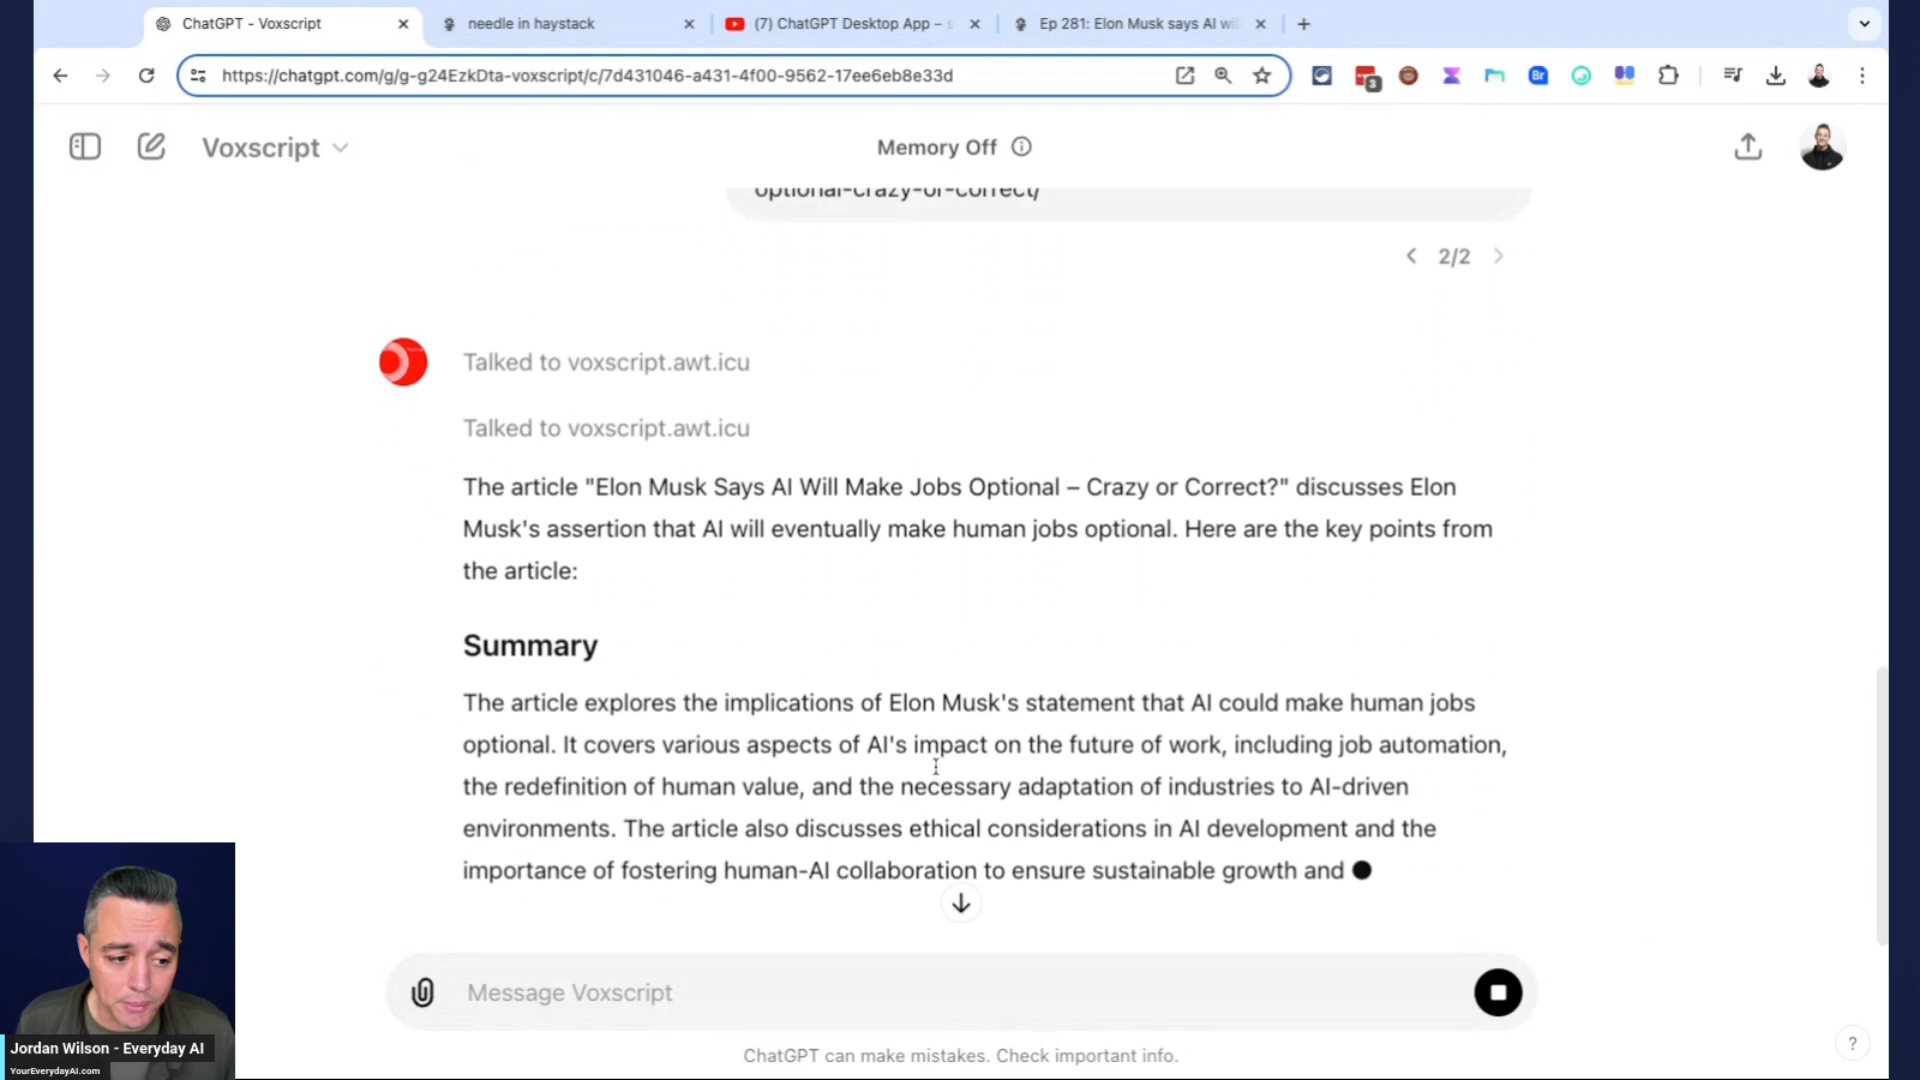 ChatGPT - Voxscript
needle in haystack
(7) ChatGPT Desktop App – s
Ep 281: Elon Musk says AI wil
https://chatgpt.com/g/g-g24EzkDta-voxscript/c/7d431046-a431-4f00-9562-17ee6eb8e33d
3
Br
Voxscript
Memory Off
optional-crazy-or-correct/
2/2
Talked to voxscript.awt.icu
Talked to voxscript.awt.icu
The article "Elon Musk Says AI Will Make Jobs Optional – Crazy or Correct?" discusses Elon
Musk's assertion that AI will eventually make human jobs optional. Here are the key points from
the article:
Summary
The article explores the implications of Elon Musk's statement that AI could make human jobs
optional. It covers various aspects of AI's impact on the future of work, including job automation,
the redefinition of human value, and the necessary adaptation of industries to AI-driven
environments. The article also discusses ethical considerations in AI development and the
importance of fostering human-AI collaboration to ensure sustainable growth and
Message Voxscript
ChatGPT can make mistakes. Check important info.
?
Jordan Wilson - Everyday AI
YourEverydayAI.com